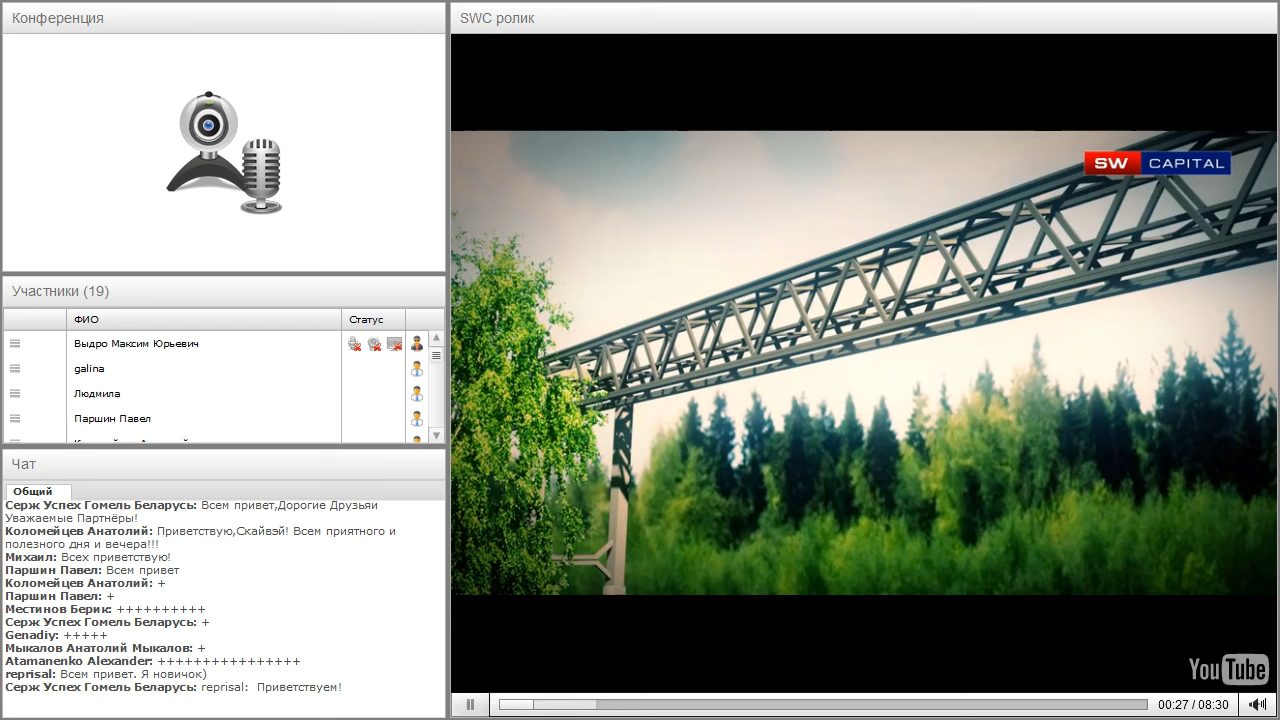 Конференция
SWC ролик
SW CAPITAL
Участники (19)
ФИО Статус
Выдро Максим Юрьевич
galina
Людмила
Паршин Павел
Чат
Общий
Серж Успех Гомель Беларусь: Всем привет,Дорогие Друзьяи
Уважаемые Партнёры!
Коломейцев Анатолий: Приветствую,Скайвэй! Всем приятного и
полезного дня и вечера!!!
Михаил: Всех приветствую!
Паршин Павел: Всем привет
Коломейцев Анатолий: +
Паршин Павел: +
Местинов Берик: ++++++++++
Серж Успех Гомель Беларусь: +
Genadiy: +++++
Мыкалов Анатолий Мыкалов: +
Atamanenko Alexander: ++++++++++++++++
reprisal: Всем привет. Я новичок)
Серж Успех Гомель Беларусь: reprisal: Приветствуем!
YouTube
00:27 / 08:30